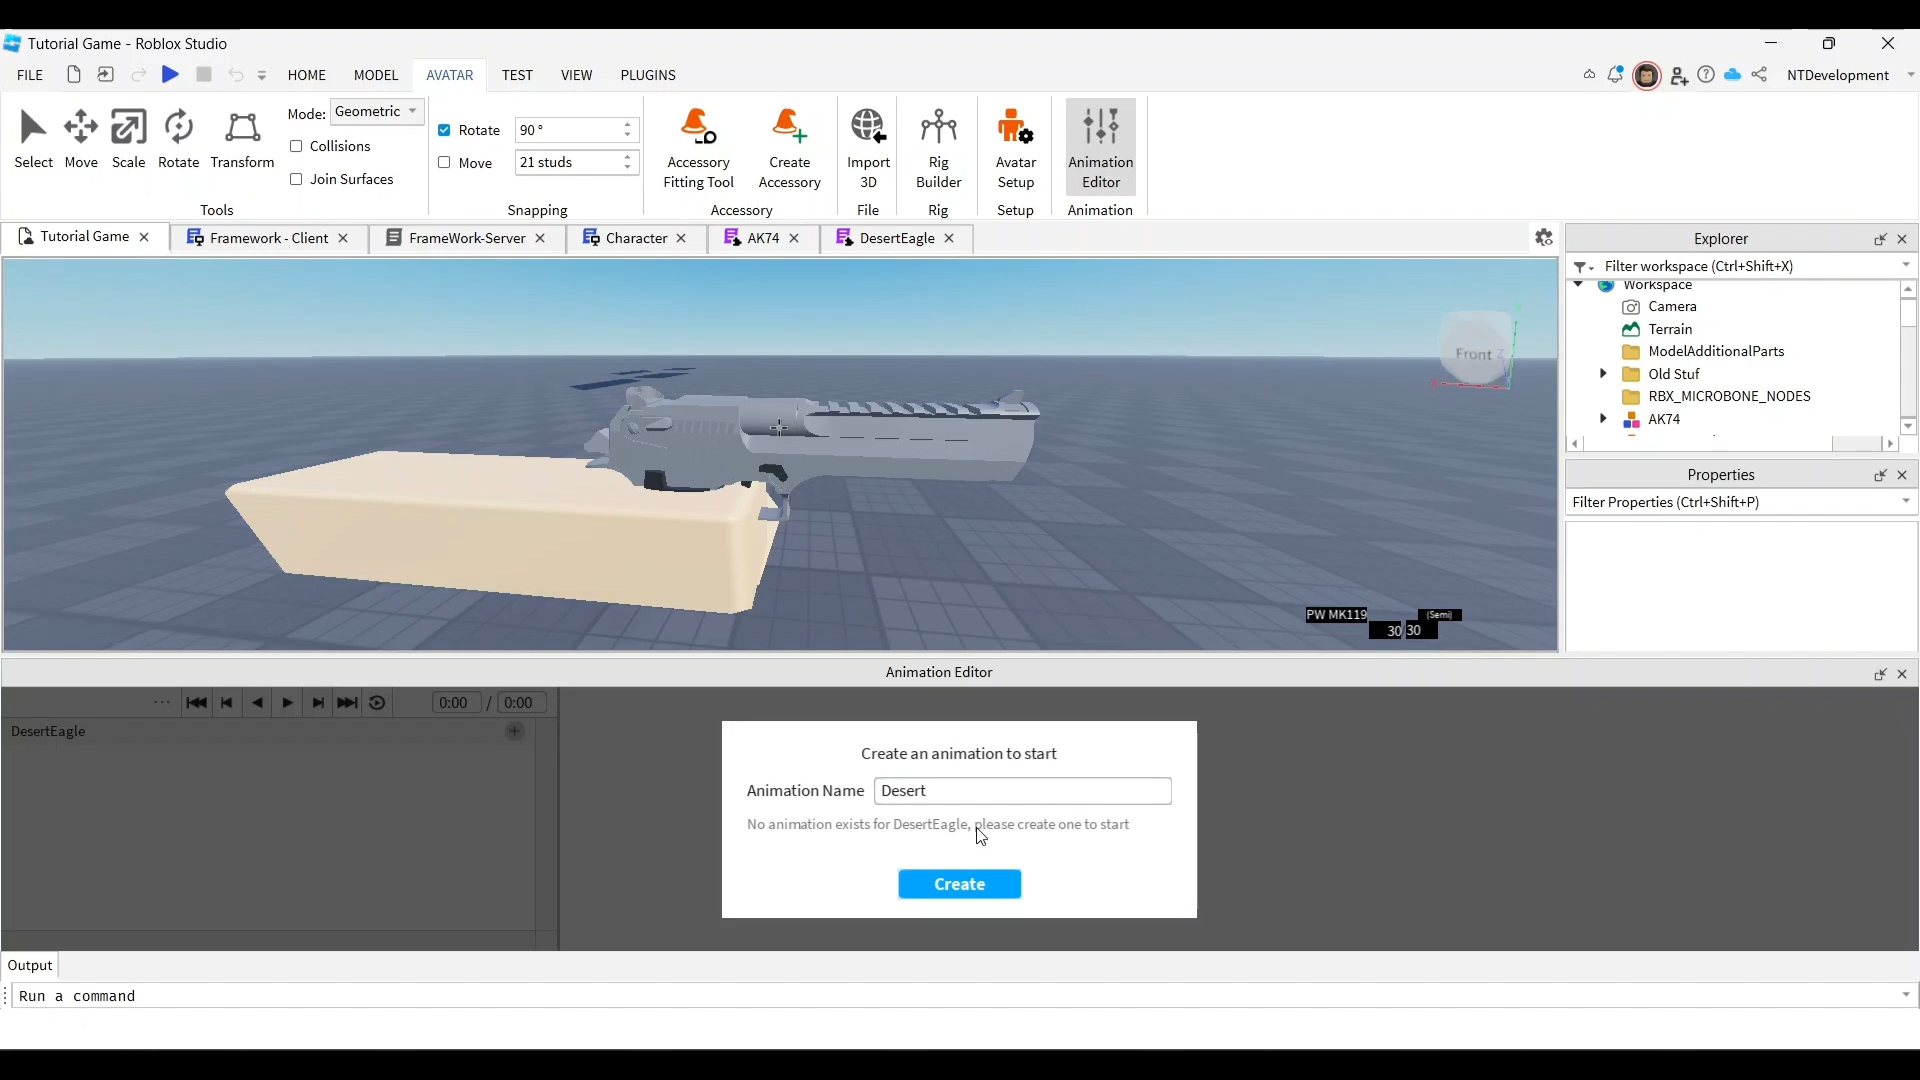 Tutorial Game - Roblox Studio
FILE HOME MODEL AVATAR TEST VIEW PLUGINS NTDevelopment
Select Move Scale Rotate Transform
Mode: Geometric
Collisions
Join Surfaces
Tools
Rotate 90 °
Move 21 studs
Snapping
Accessory
Fitting Tool
Create
Accessory
Accessory
Import
3D
File
Rig
Builder
Rig
Avatar
Setup
Setup
Animation
Editor
Animation
Tutorial Game Framework - Client FrameWork-Server Character AK74 DesertEagle
Front
Z
PW MK119 (Semi)
30 30
Explorer
Filter workspace (Ctrl+Shift+X)
Workspace
Camera
Terrain
ModelAdditionalParts
Old Stuf
RBX_MICROBONE_NODES
AK74
Properties
Filter Properties (Ctrl+Shift+P)
Animation Editor
0:00 / 0:00
DesertEagle
Create an animation to start
Animation Name Desert
No animation exists for DesertEagle, please create one to start
Create
Output
Run a command